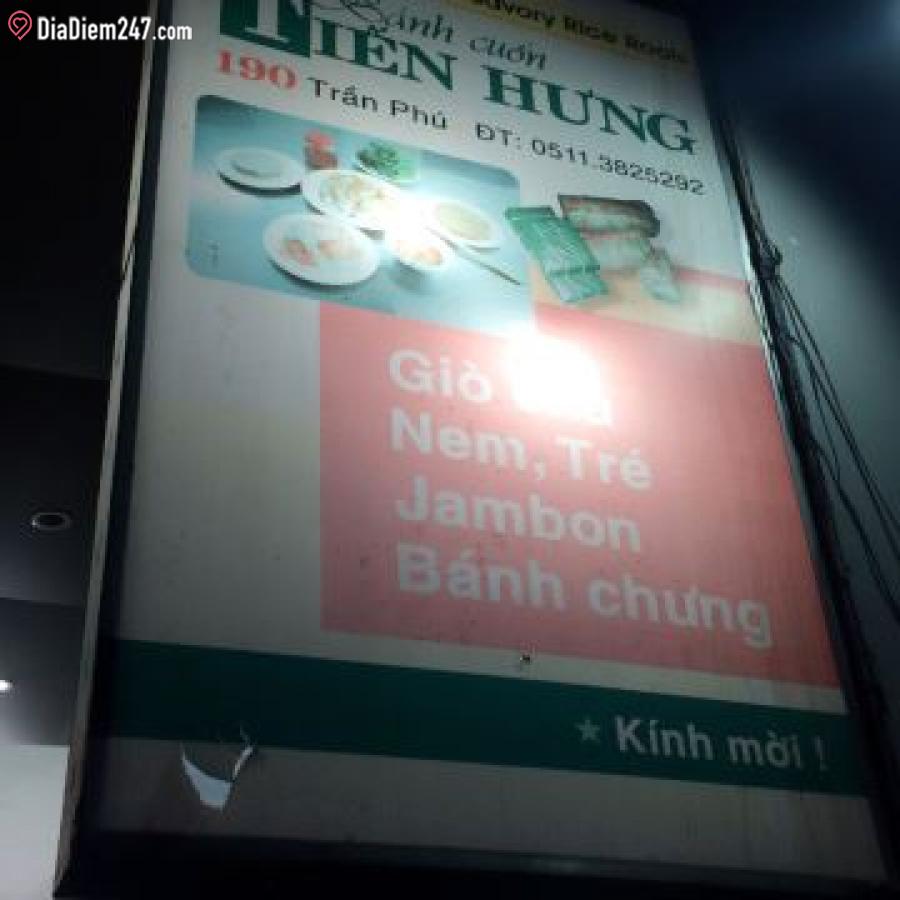 DiaDiem247.com
Savory Rice Rools
Bánh cuốn
TIẾN HƯNG
190 Trần Phú ĐT: 0511.3825292
Giò
Nem, Tré
Jambon
Bánh chưng
★ Kính mời !